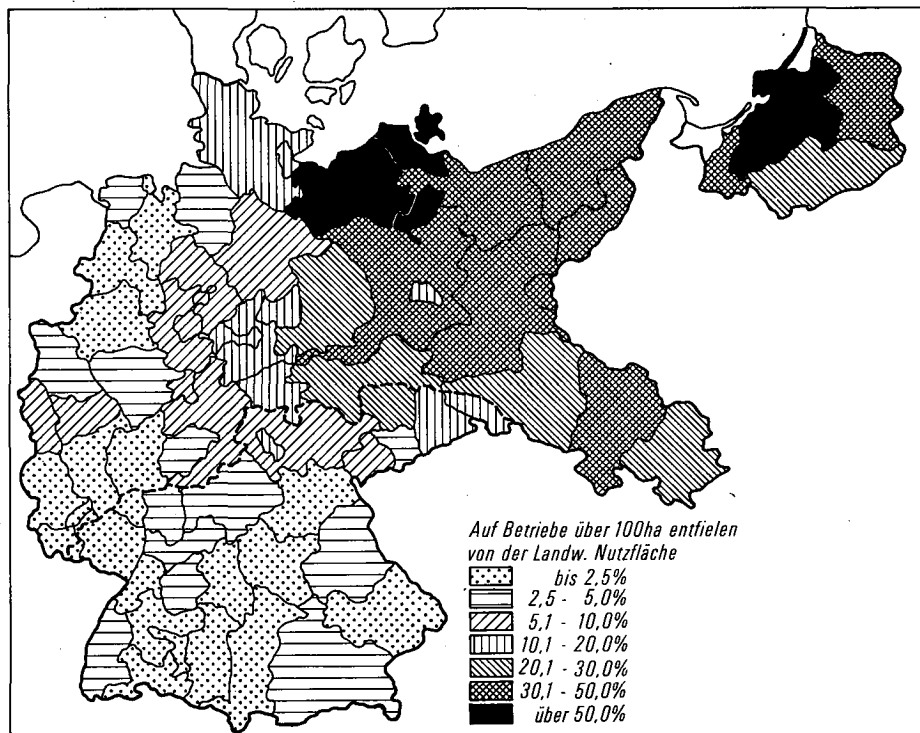 Auf Betriebe über 100ha entfielen
von der Landw. Nutzfläche
bis 2,5%
2,5 - 5,0%
5,1 - 10,0%
10,1 - 20,0%
20,1 - 30,0%
30,1 - 50,0%
über 50,0%